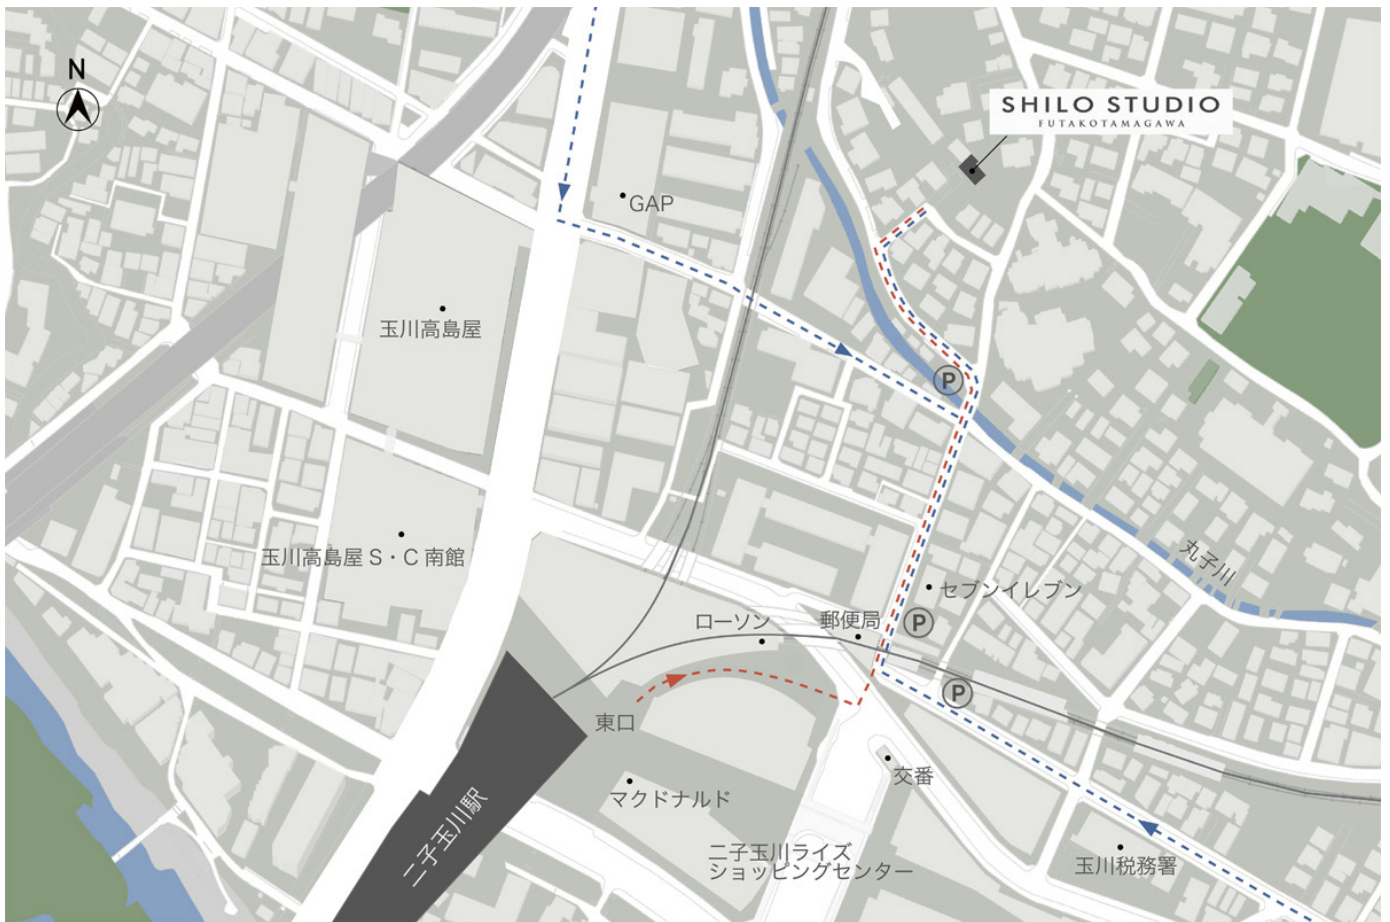 N
SHILO STUDIO
FUTAKOTAMAGAWA
GAP
玉川高島屋
P
玉川高島屋 S・C 南館
丸子川
セブンイレブン
ローソン
郵便局
P
P
東口
交番
マクドナルド
二子玉川駅
二子玉川ライズ
ショッピングセンター
玉川税務署